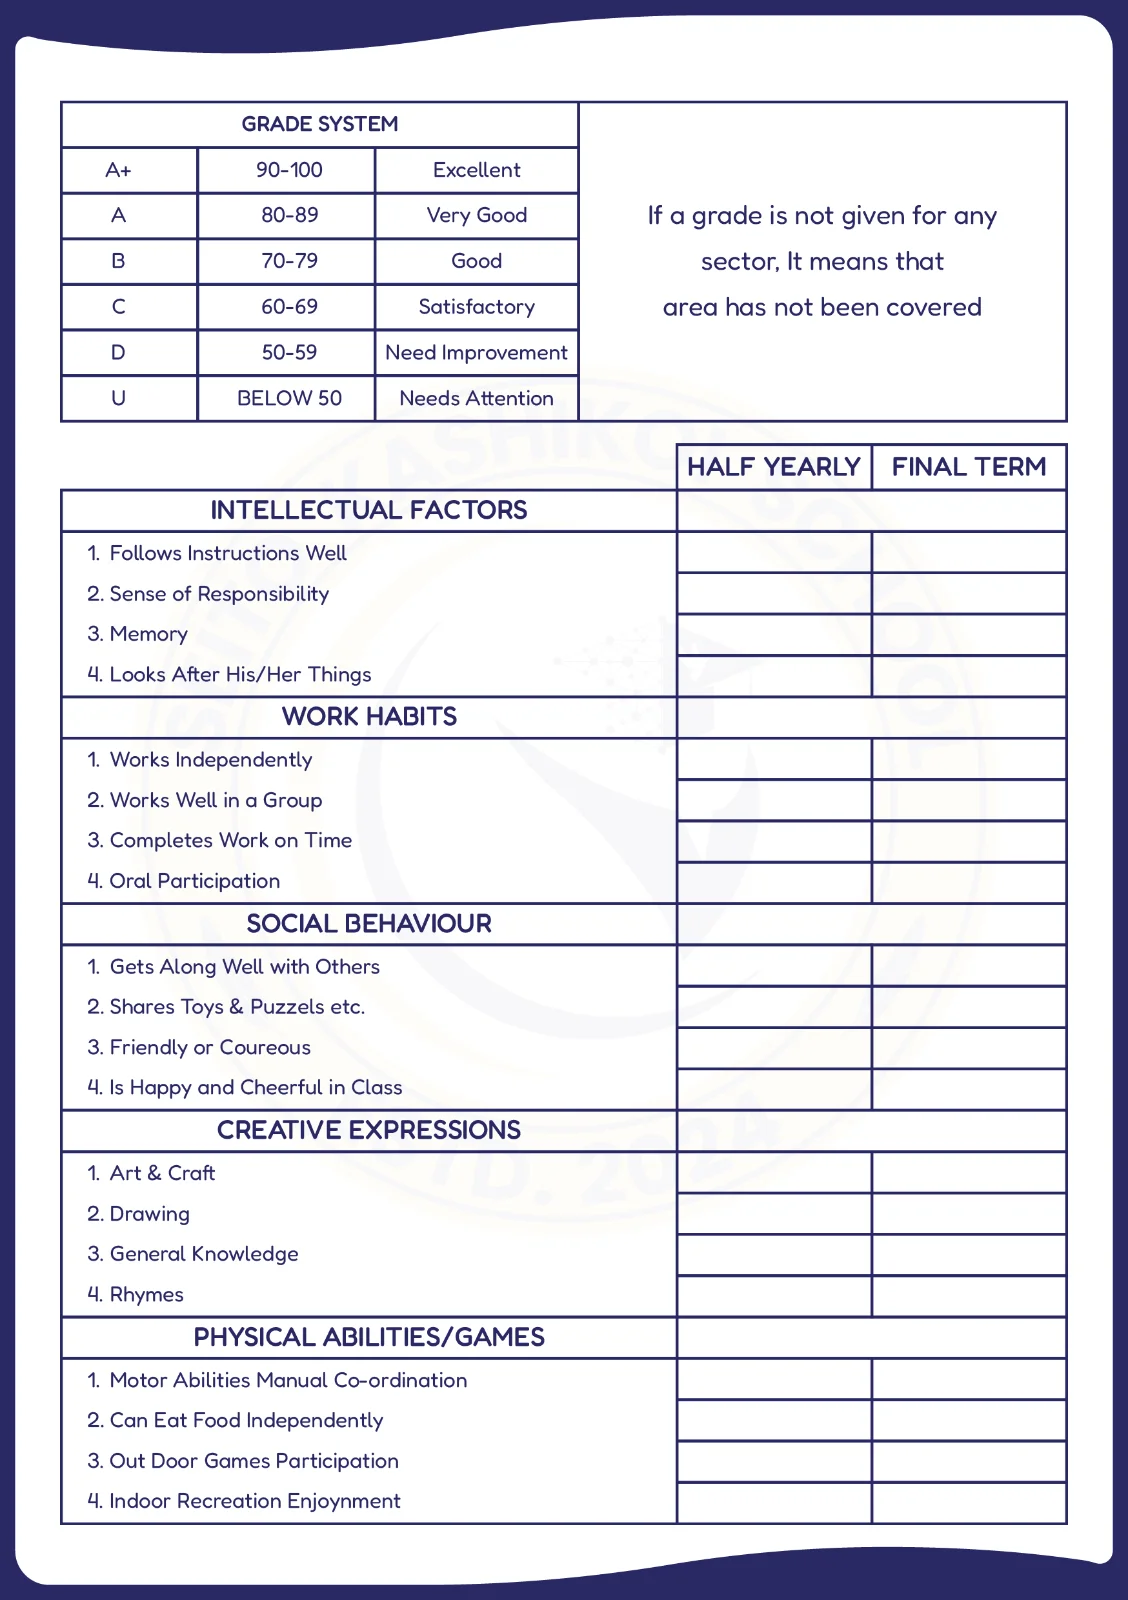 GRADE SYSTEM
A+ 90-100 Excellent
A 80-89 Very Good
B 70-79 Good
C 60-69 Satisfactory
D 50-59 Need Improvement
U BELOW 50 Needs Attention
If a grade is not given for any
sector, It means that
area has not been covered
HALF YEARLY FINAL TERM
INTELLECTUAL FACTORS
1. Follows Instructions Well
2. Sense of Responsibility
3. Memory
4. Looks After His/Her Things
WORK HABITS
1. Works Independently
2. Works Well in a Group
3. Completes Work on Time
4. Oral Participation
SOCIAL BEHAVIOUR
1. Gets Along Well with Others
2. Shares Toys & Puzzels etc.
3. Friendly or Coureous
4. Is Happy and Cheerful in Class
CREATIVE EXPRESSIONS
1. Art & Craft
2. Drawing
3. General Knowledge
4. Rhymes
PHYSICAL ABILITIES/GAMES
1. Motor Abilities Manual Co-ordination
2. Can Eat Food Independently
3. Out Door Games Participation
4. Indoor Recreation Enjoynment
SCHOOL
ESTD. 2024